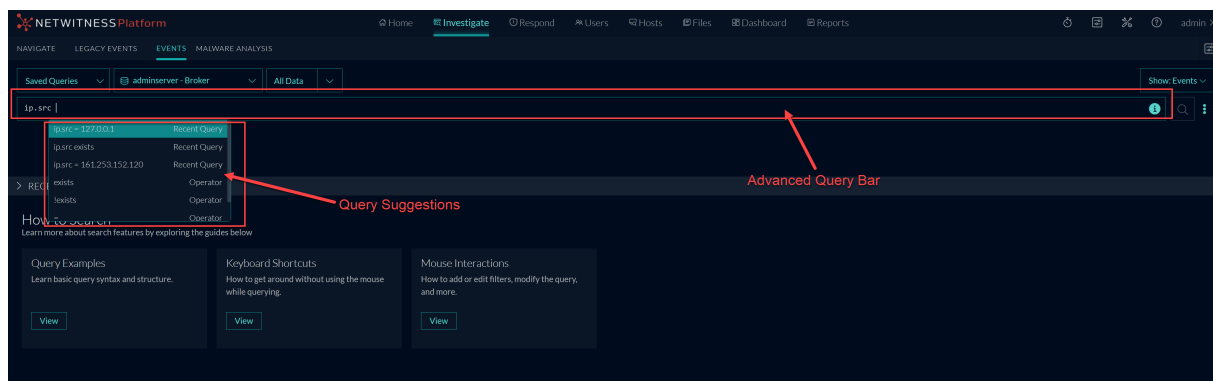 NETWITNESS Platform Home Investigate Respond Users Hosts Files Dashboard Reports admin
NAVIGATE LEGACY EVENTS EVENTS MALWARE ANALYSIS
Saved Queries adminserver - Broker All Data Show: Events
ip.src
ip.src = 127.0.0.1 Recent Query
ip.src exists Recent Query
ip.src = 161.253.152.120 Recent Query
exists Operator
!exists Operator
= Operator
Advanced Query Bar
Query Suggestions
How to Search
Learn more about search features by exploring the guides below
Query Examples
Learn basic query syntax and structure.
View
Keyboard Shortcuts
How to get around without using the mouse
while querying.
View
Mouse Interactions
How to add or edit filters, modify the query,
and more.
View